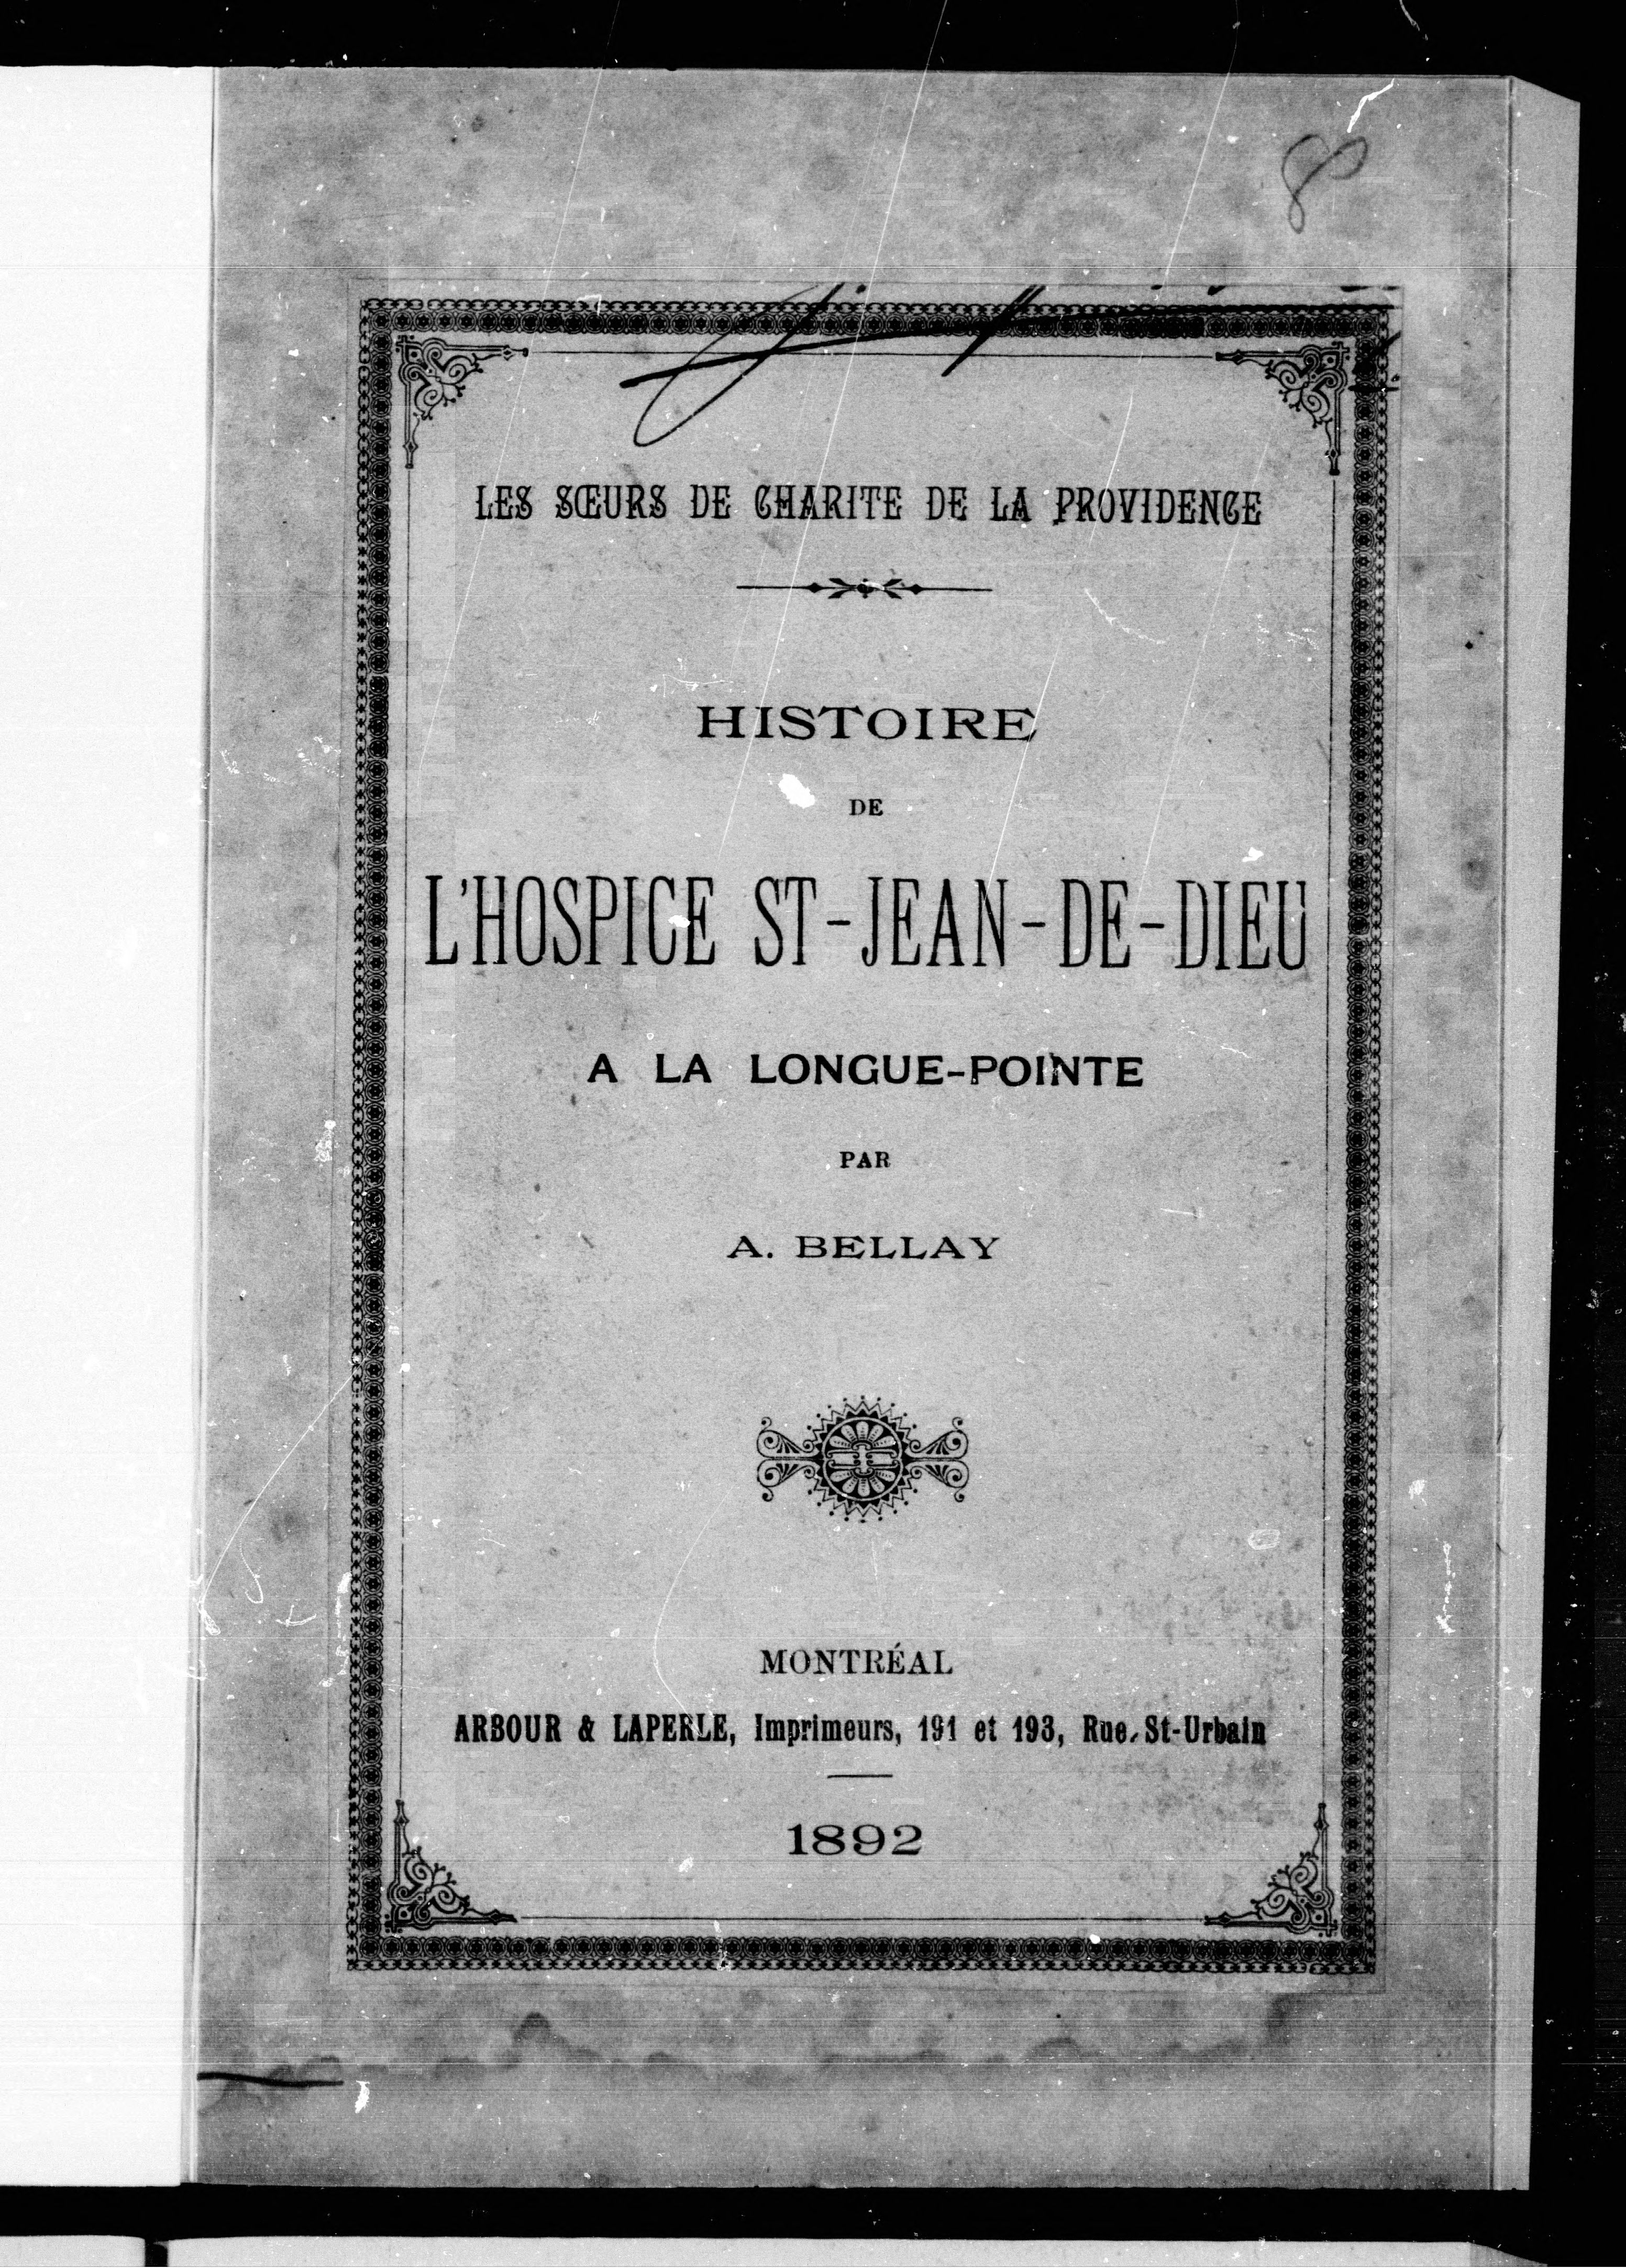 8
LES SŒURS DE CHARITE DE LA PROVIDENCE
HISTOIRE
DE
L'HOSPICE ST-JEAN-DE-DIEU
A LA LONGUE-POINTE
PAR
A. BELLAY
MONTRÉAL
ARBOUR & LAPERLE, Imprimeurs, 191 et 193, Rue St-Urbain
1892